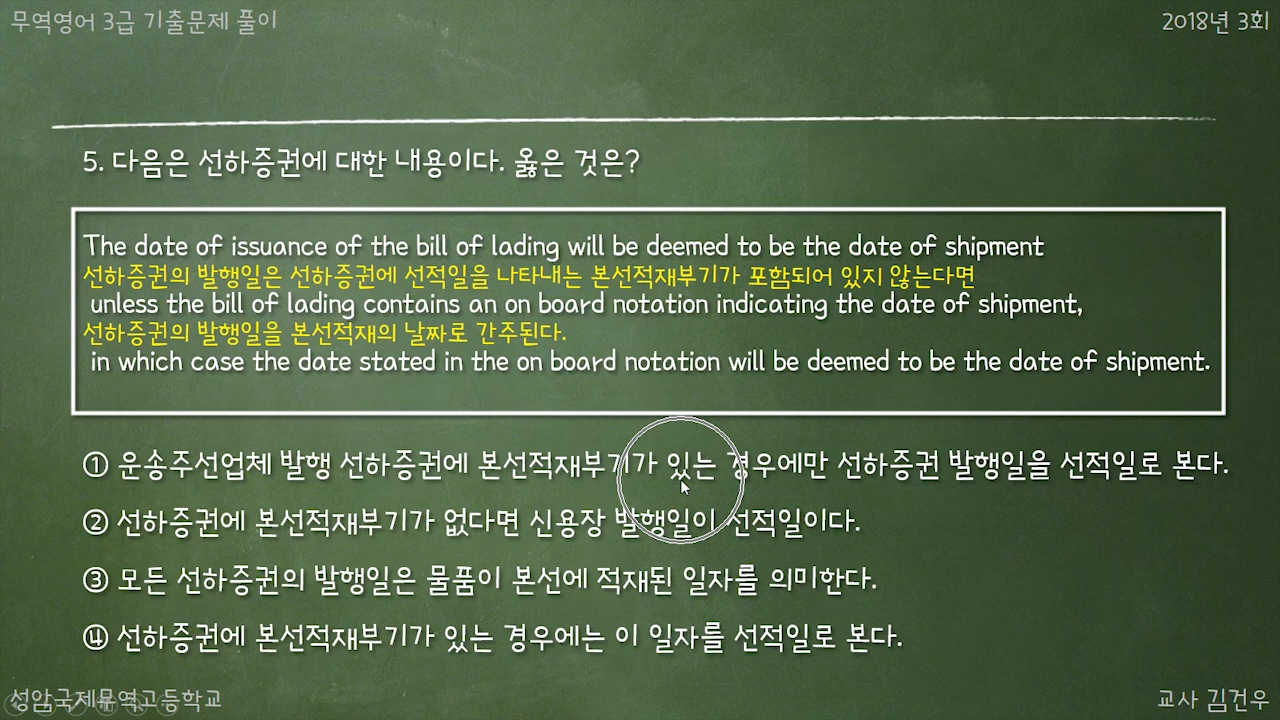 무역영어 3급 기출문제 풀이
2018년 3회
5. 다음은 선하증권에 대한 내용이다. 옳은 것은?
The date of issuance of the bill of lading will be deemed to be the date of shipment
선하증권의 발행일은 선하증권에 선적일을 나타내는 본선적재부기가 포함되어 있지 않는다면
unless the bill of lading contains an on board notation indicating the date of shipment,
선하증권의 발행일을 본선적재의 날짜로 간주된다.
in which case the date stated in the on board notation will be deemed to be the date of shipment.
① 운송주선업체 발행 선하증권에 본선적재부기가 있는 경우에만 선하증권 발행일을 선적일로 본다.
② 선하증권에 본선적재부기가 없다면 신용장 발행일이 선적일이다.
③ 모든 선하증권의 발행일은 물품이 본선에 적재된 일자를 의미한다.
④ 선하증권에 본선적재부기가 있는 경우에는 이 일자를 선적일로 본다.
성암국제무역고등학교
교사 김건우